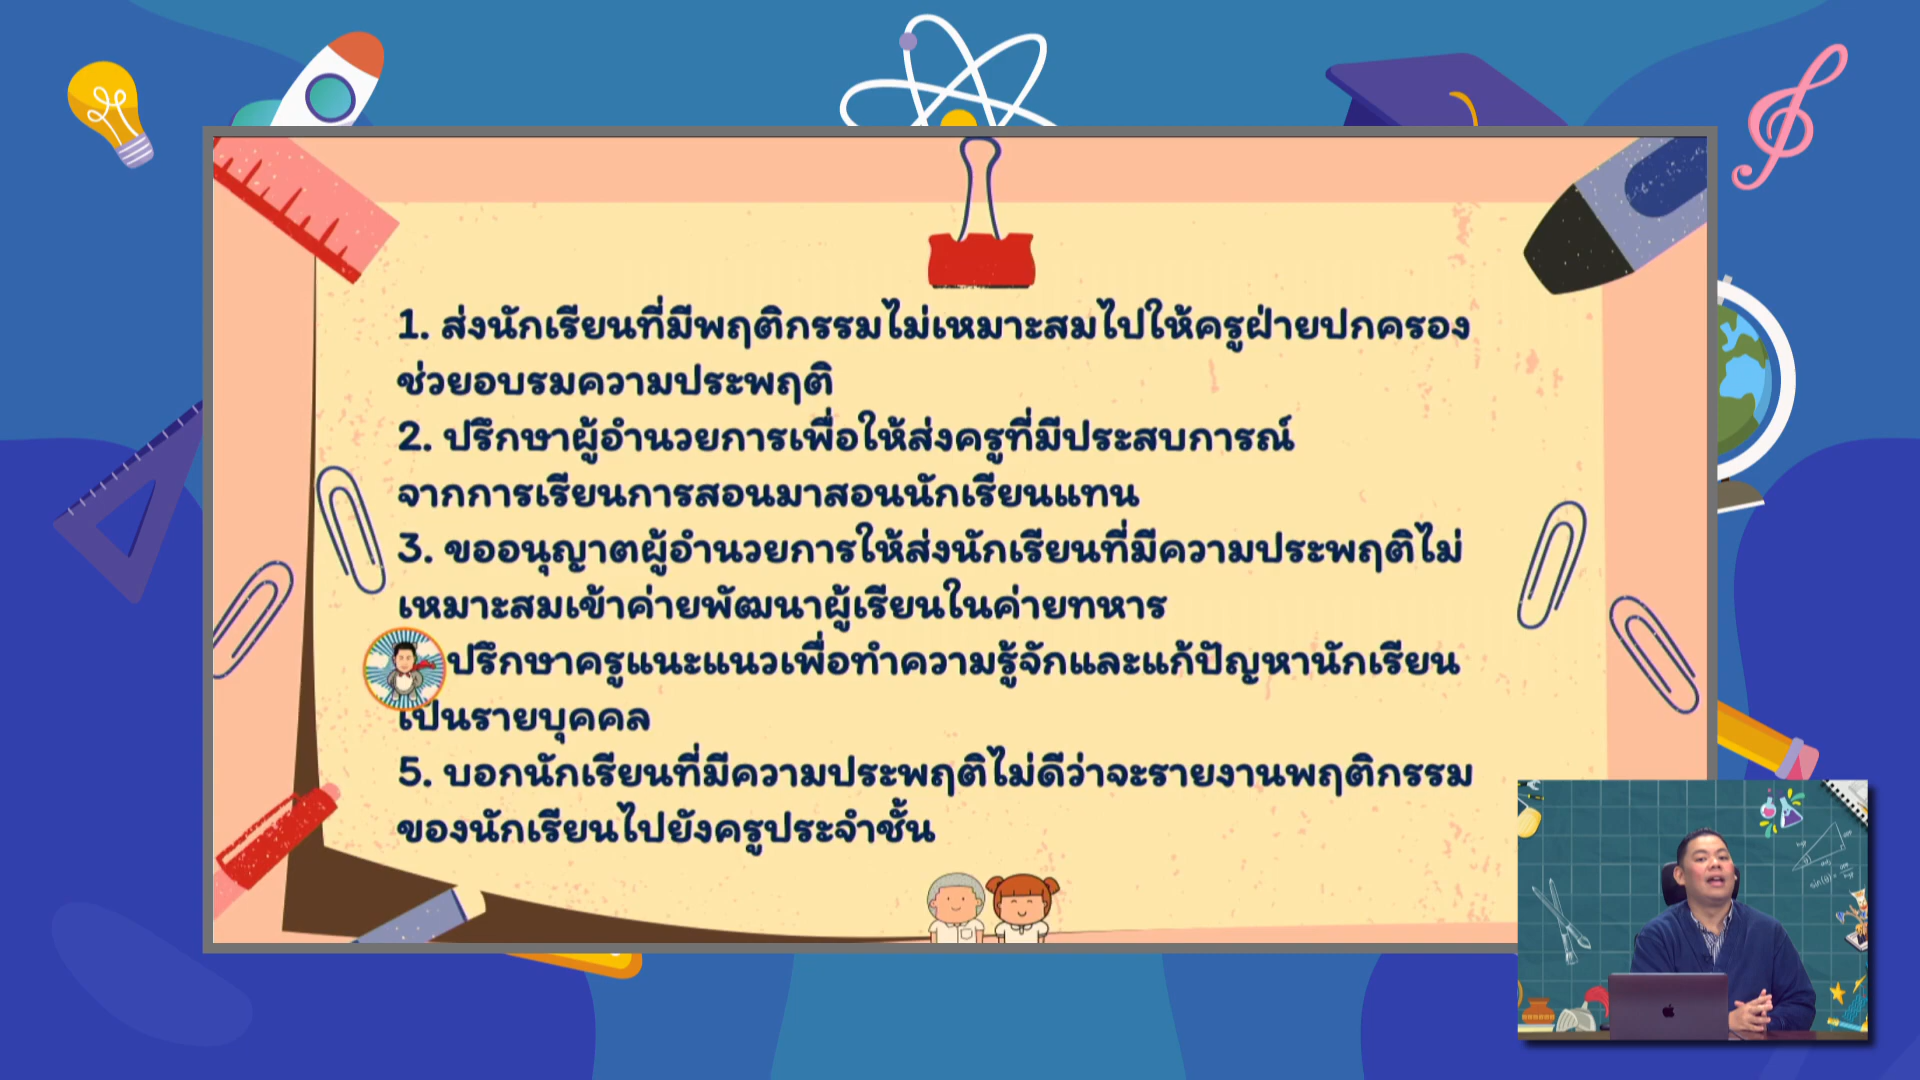 1. ส่งนักเรียนที่มีพฤติกรรมไม่เหมาะสมไปให้ครูฝ่ายปกครอง
ช่วยอบรมความประพฤติ
2. ปรึกษาผู้อำนวยการเพื่อให้ส่งครูที่มีประสบการณ์
จากการเรียนการสอนมาสอนนักเรียนแทน
3. ขออนุญาตผู้อำนวยการให้ส่งนักเรียนที่มีความประพฤติไม่
เหมาะสมเข้าค่ายพัฒนาผู้เรียนในค่ายทหาร
ปรึกษาครูแนะแนวเพื่อทำความรู้จักและแก้ปัญหานักเรียน
เป็นรายบุคคล
5. บอกนักเรียนที่มีความประพฤติไม่ดีว่าจะรายงานพฤติกรรม
ของนักเรียนไปยังครูประจำชั้น